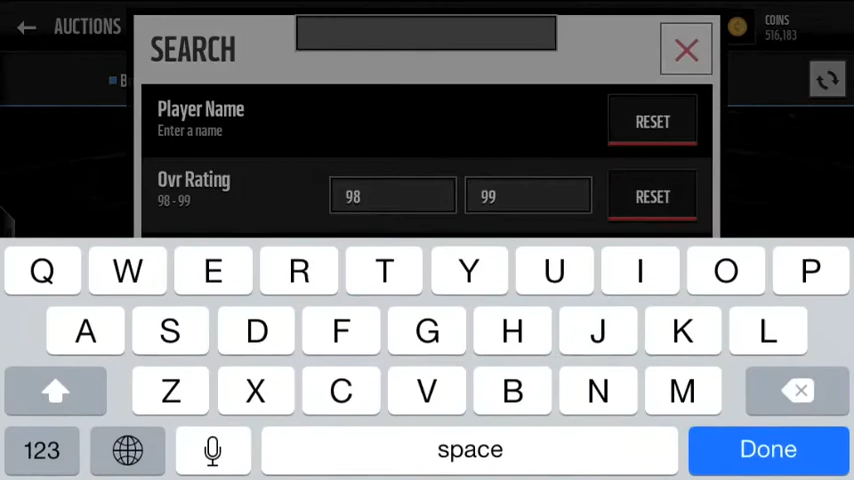 AUCTIONS
SEARCH
COINS
516,183
B
Player Name
Enter a name
RESET
Ovr Rating
98 - 99
98
99
RESET
Q W E R T Y U I O P
A S D F G H J K L
Z X C V B N M
123
space
Done